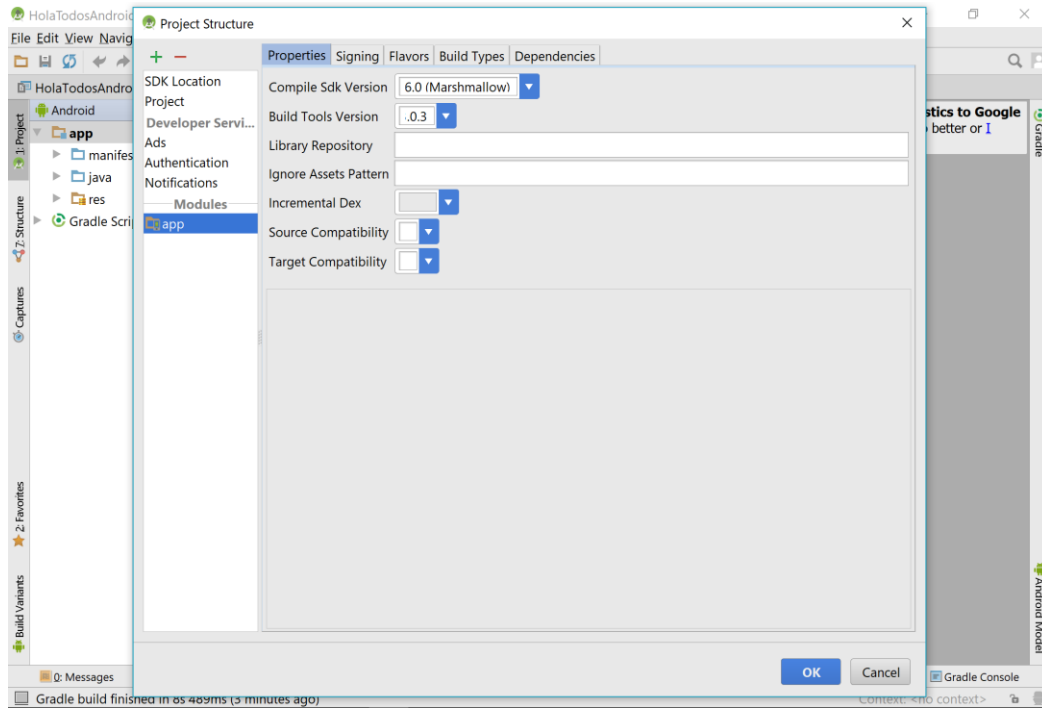 HolaTodosAndroid
File Edit View Navig
HolaTodosAndro
Android
app
manifes
java
res
Gradle Scri
1: Project
7: Structure
Captures
2: Favorites
Build Variants
Project Structure
SDK Location
Project
Developer Servi...
Ads
Authentication
Notifications
Modules
app
Properties Signing Flavors Build Types Dependencies
Compile Sdk Version 6.0 (Marshmallow)
Build Tools Version .0.3
Library Repository
Ignore Assets Pattern
Incremental Dex
Source Compatibility
Target Compatibility
OK Cancel
stics to Google
better or I
Gradle
Android Model
0: Messages
Gradle Console
Gradle build finished in 8s 489ms (3 minutes ago)
Context: <no context>